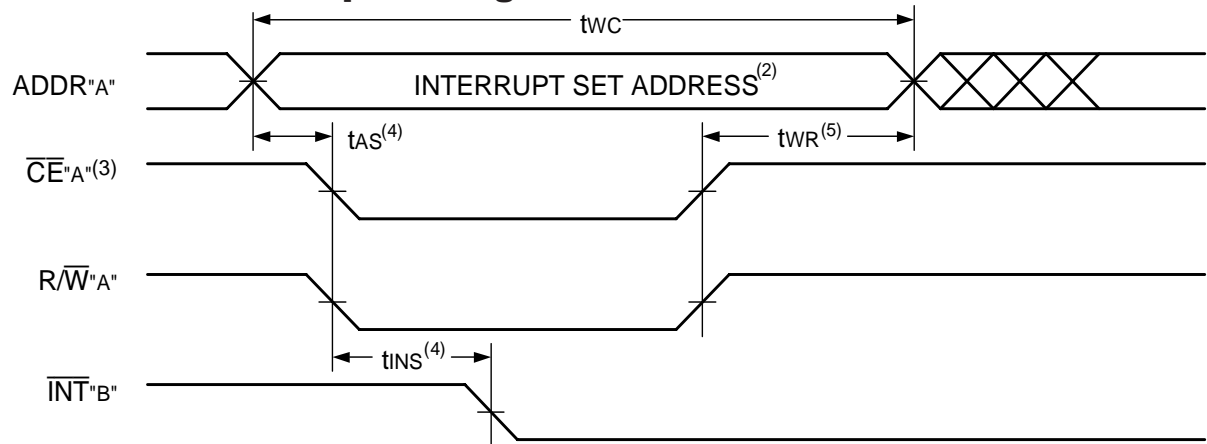 tWC
ADDR"A"
INTERRUPT SET ADDRESS(2)
tAS(4)
tWR(5)
CE"A"(3)
R/W"A"
tINS(4)
INT"B"